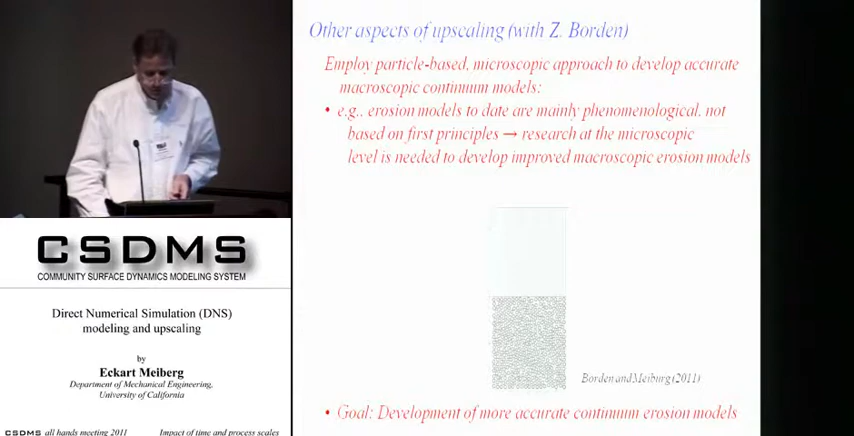 Other aspects of upscaling (with Z. Borden)
Employ particle-based, microscopic approach to develop accurate
macroscopic continuum models:
• e.g., erosion models to date are mainly phenomenological, not
based on first principles → research at the microscopic
level is needed to develop improved macroscopic erosion models
Borden and Meiburg (2011)
• Goal: Development of more accurate continuum erosion models
CSDMS
COMMUNITY SURFACE DYNAMICS MODELING SYSTEM
Direct Numerical Simulation (DNS)
modeling and upscaling
by
Eckart Meiberg
Department of Mechanical Engineering,
University of California
CSDMS all hands meeting 2011 Impact of time and process scales